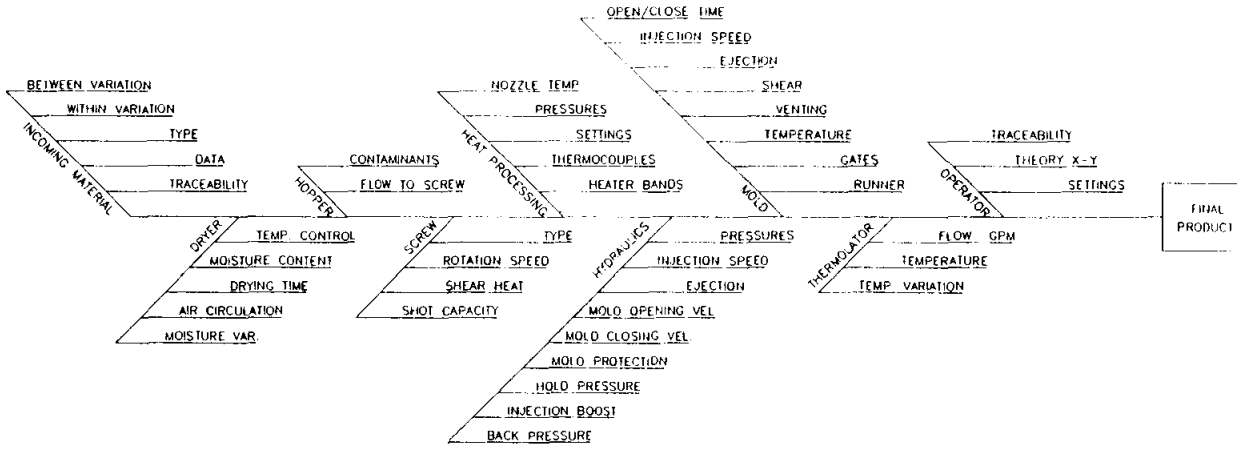 OPEN/CLOSE TIME
INJECTION SPEED
EJECTION
SHEAR
VENTING
TEMPERATURE
GATES
RUNNER
MOLD
BETWEEN VARIATION
WITHIN VARIATION
TYPE
DATA
TRACEABILITY
INCOMING MATERIAL
CONTAMINANTS
FLOW TO SCREW
HOPPER
NOZZLE TEMP
PRESSURES
SETTINGS
THERMOCOUPLES
HEATER BANDS
HEAT PROCESSING
TRACEABILITY
THEORY X-Y
SETTINGS
OPERATOR
FINAL
PRODUCT
DRYER
TEMP. CONTROL
MOISTURE CONTENT
DRYING TIME
AIR CIRCULATION
MOISTURE VAR.
SCREW
TYPE
ROTATION SPEED
SHEAR HEAT
SHOT CAPACITY
HYDRAULICS
PRESSURES
INJECTION SPEED
EJECTION
MOLD OPENING VEL
MOLD CLOSING VEL.
MOLD PROTECTION
HOLD PRESSURE
INJECTION BOOST
BACK PRESSURE
THERMOLATOR
FLOW GPM
TEMPERATURE
TEMP. VARIATION